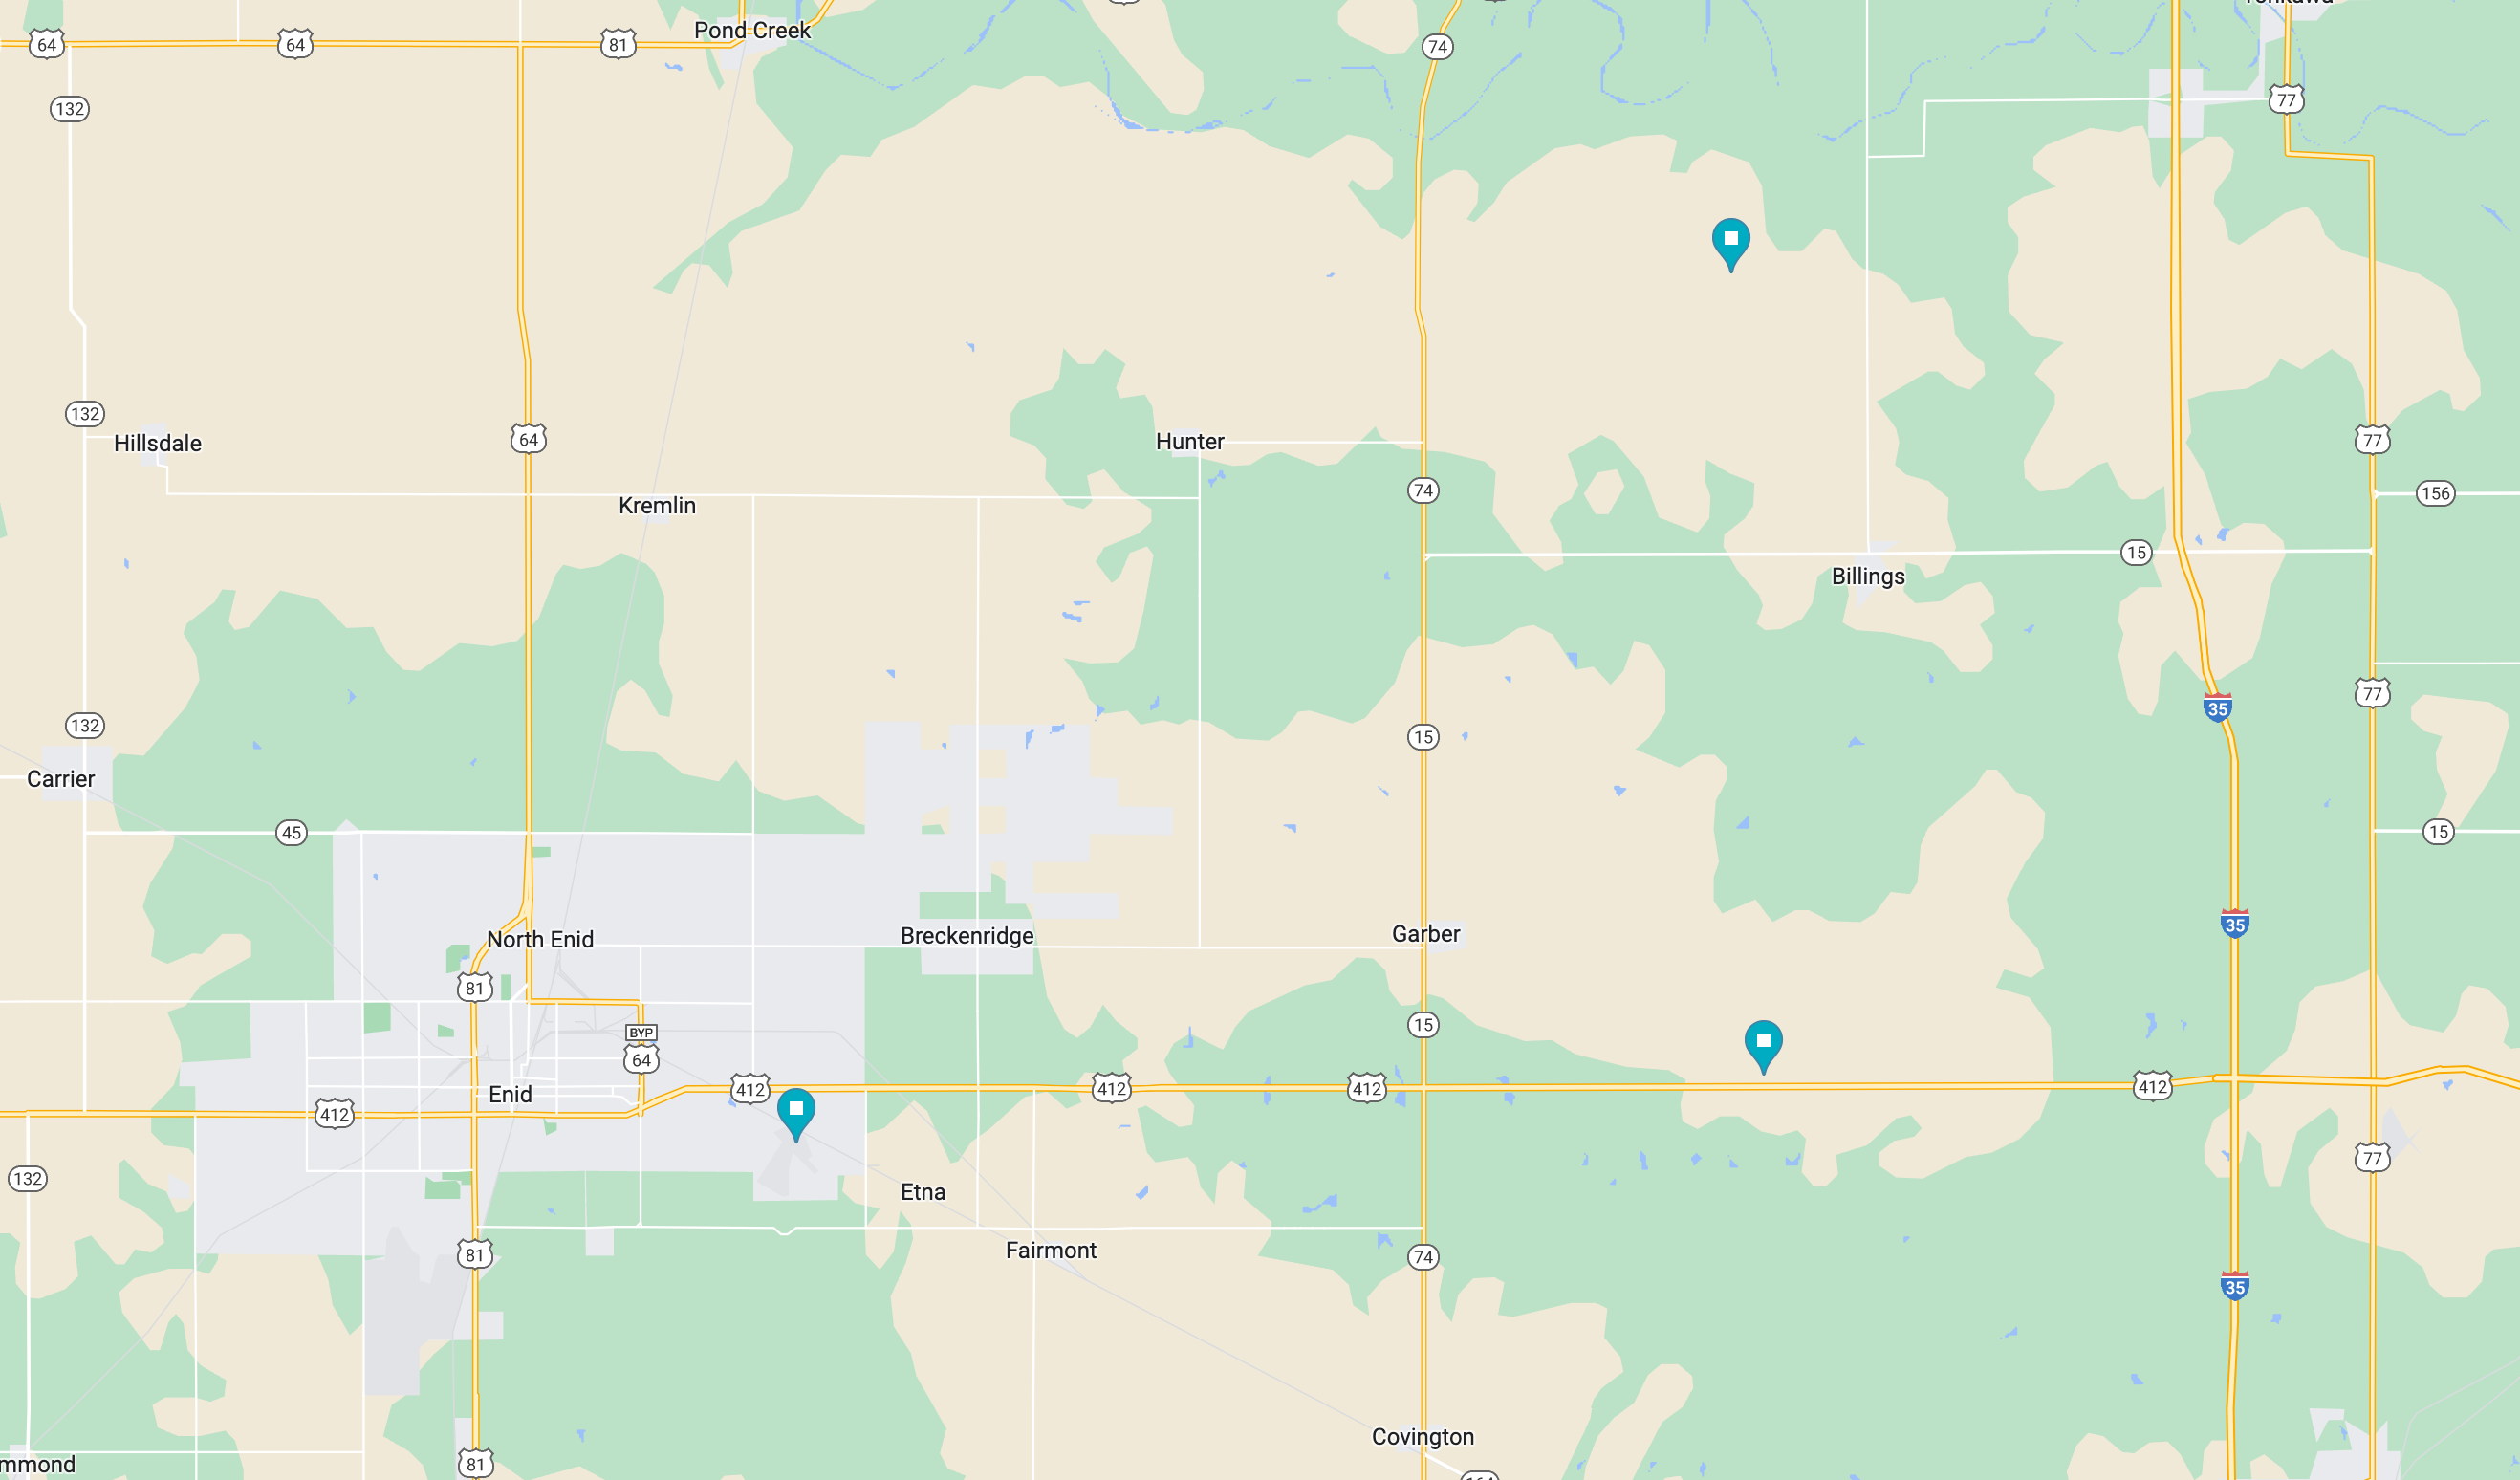 Tonkawa
Pond Creek
64
64
81
74
77
132
132
Hillsdale
64
Hunter
77
Kremlin
74
156
15
Billings
132
15
35
77
Carrier
45
15
North Enid
Breckenridge
Garber
35
81
15
BYP
64
412
412
412
412
Enid
412
132
Etna
77
Fairmont
81
74
35
Covington
mmond
81